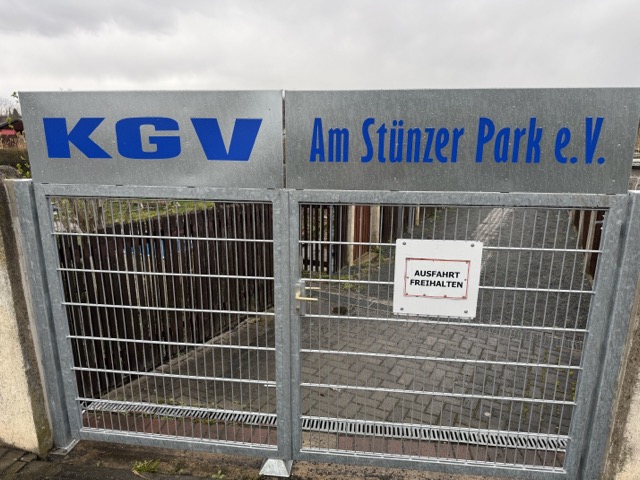 KGV Am Stünzer Park e.V.
AUSFAHRT
FREIHALTEN